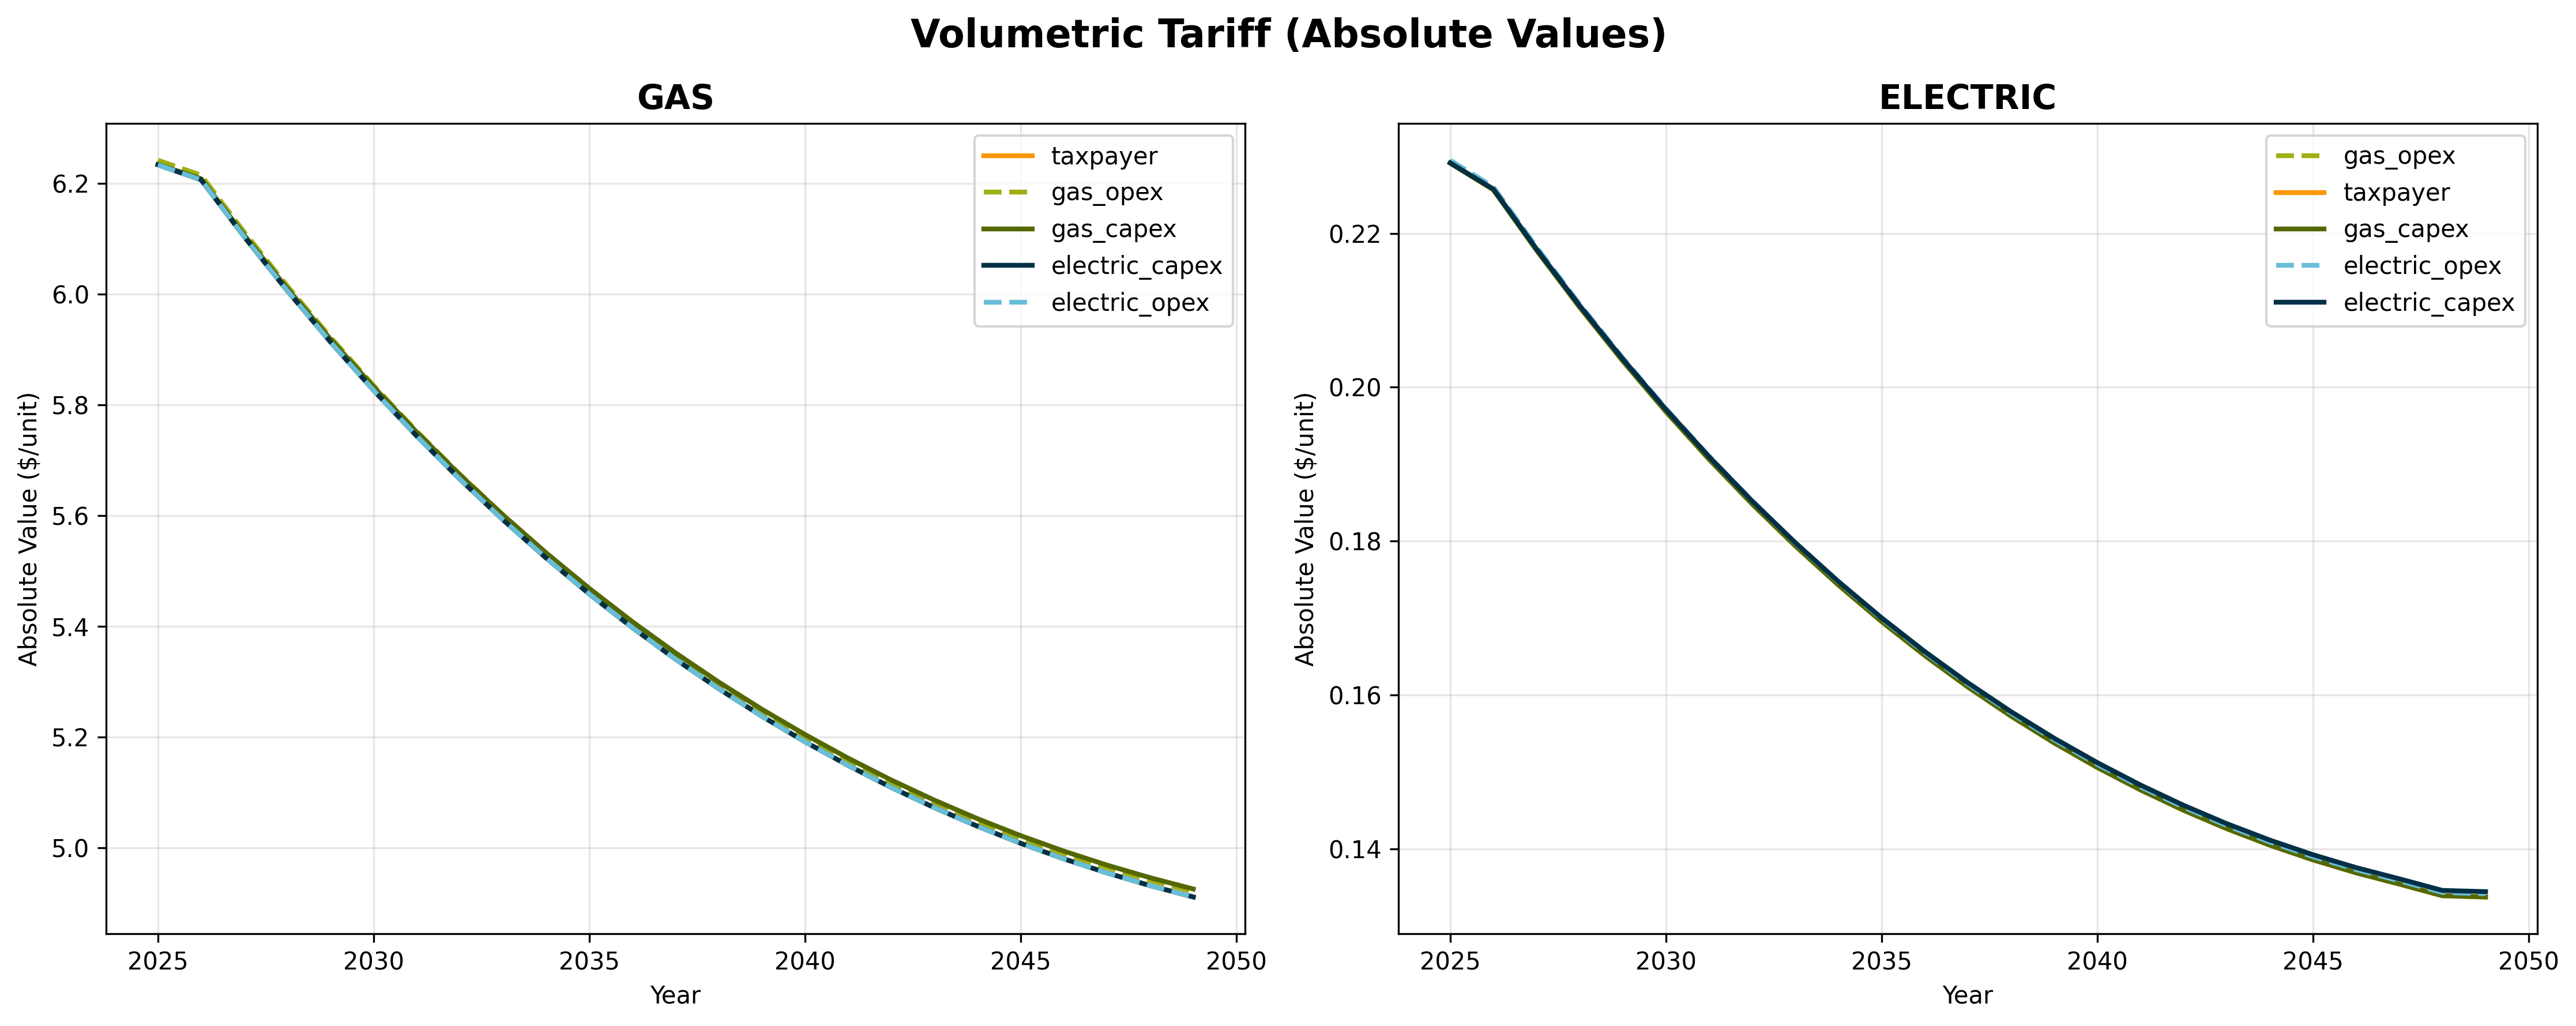 Volumetric Tariff (Absolute Values)
GAS
Absolute Value ($/unit)
6.2
6.0
5.8
5.6
5.4
5.2
5.0
2025 2030 2035 2040 2045 2050
Year
taxpayer
gas_opex
gas_capex
electric_capex
electric_opex
ELECTRIC
Absolute Value ($/unit)
0.22
0.20
0.18
0.16
0.14
2025 2030 2035 2040 2045 2050
Year
gas_opex
taxpayer
gas_capex
electric_opex
electric_capex